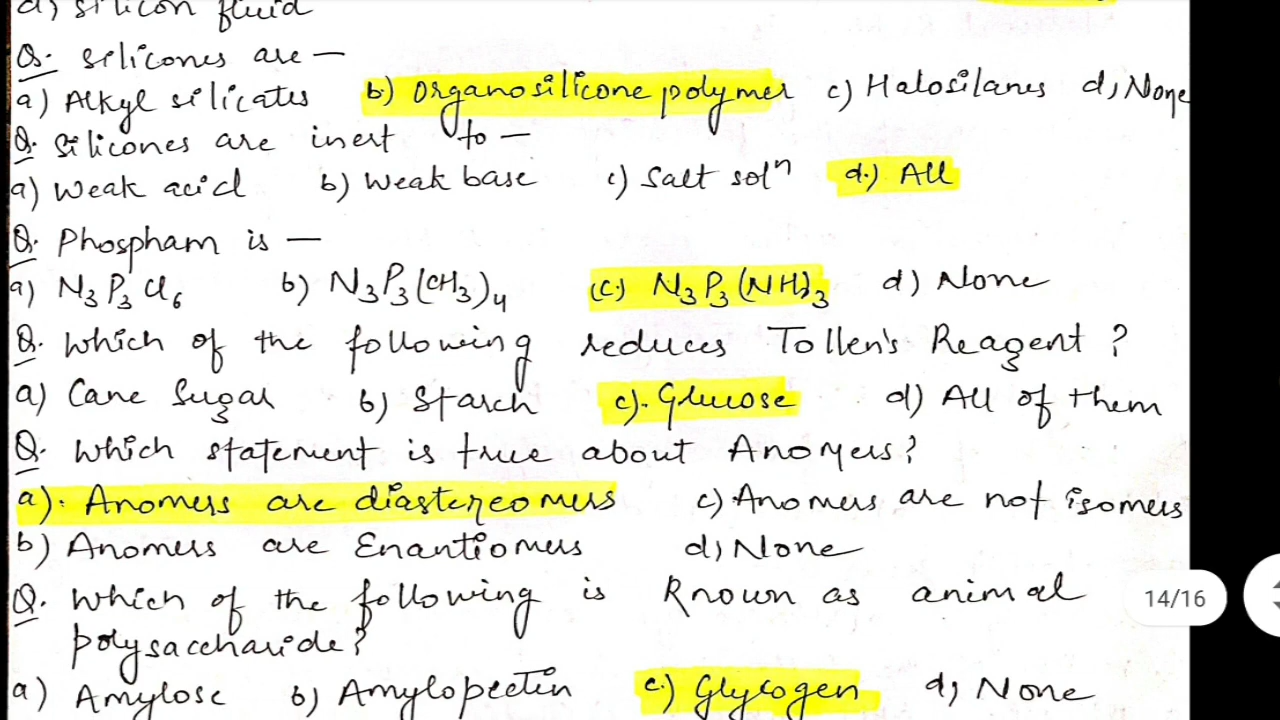 d) silicon fluid
Q. Silicones are —
a) Alkyl silicates b) Organosilicone polymer c) Halosilanes d) None
Q. Silicones are inert to —
a) Weak acid b) Weak base c) Salt solⁿ d.) All
Q. Phospham is —
a) N₃P₃Cl₆ b) N₃P₃(CH₃)₄ (c) N₃P₃(NH)₃ d) None
Q. Which of the following reduces Tollen's Reagent ?
a) Cane Sugar b) Starch c). Glucose d) All of them
Q. Which statement is true about Anomers?
a). Anomers are diastereomers c) Anomers are not isomers
b) Anomers are Enantiomers d) None
Q. Which of the following is Known as animal
polysaccharide?
a) Amylose b) Amylopectin c) Glycogen d) None
14/16